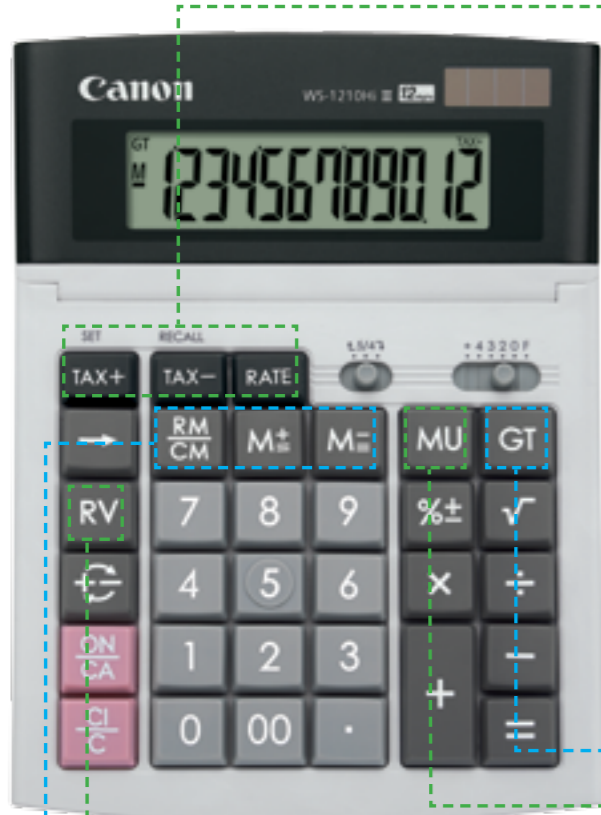 Canon WS-1210Hi III 12 digits
GT TAX+
M 1234567890.12
SET RECALL
TAX+ TAX− RATE 5/4 + 4 3 2 0 F
→ RM/CM M± M= MU GT
RV 7 8 9 %± √
4 5 6 × ÷
ON/CA 1 2 3 + −
CI/C 0 00 · =